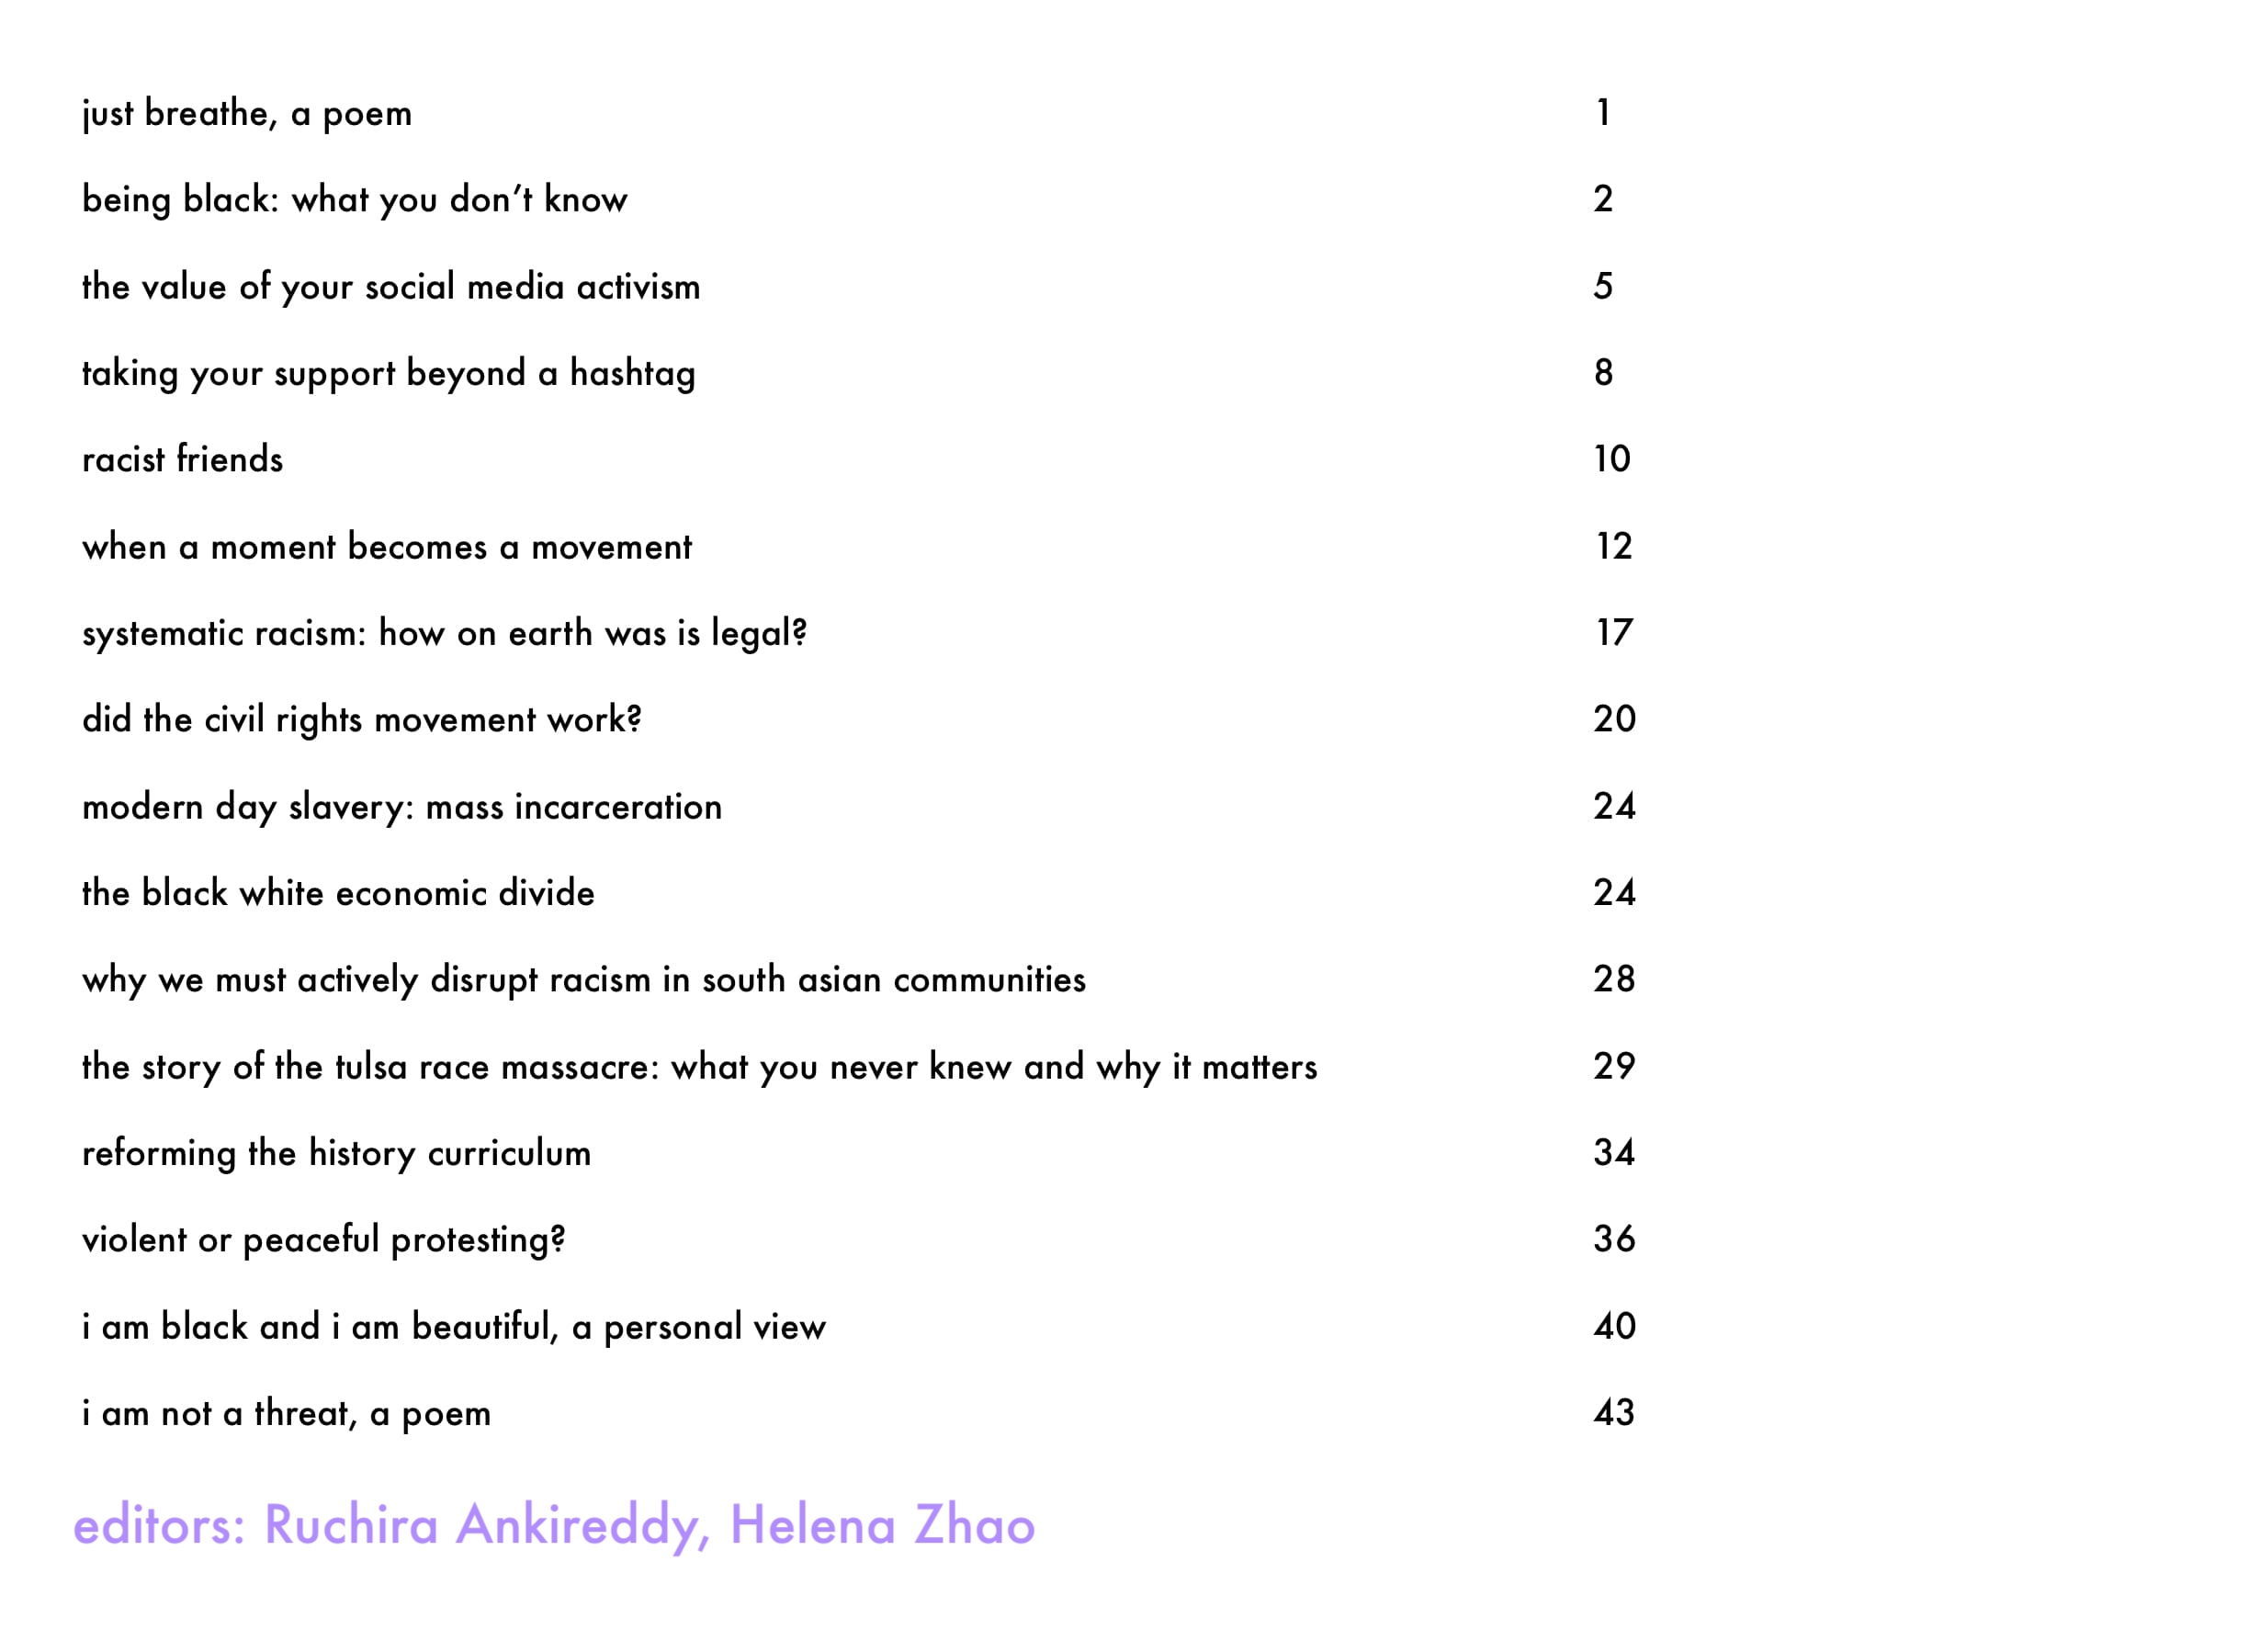 just breathe, a poem 1
being black: what you don’t know 2
the value of your social media activism 5
taking your support beyond a hashtag 8
racist friends 10
when a moment becomes a movement 12
systematic racism: how on earth was is legal? 17
did the civil rights movement work? 20
modern day slavery: mass incarceration 24
the black white economic divide 24
why we must actively disrupt racism in south asian communities 28
the story of the tulsa race massacre: what you never knew and why it matters 29
reforming the history curriculum 34
violent or peaceful protesting? 36
i am black and i am beautiful, a personal view 40
i am not a threat, a poem 43
editors: Ruchira Ankireddy, Helena Zhao